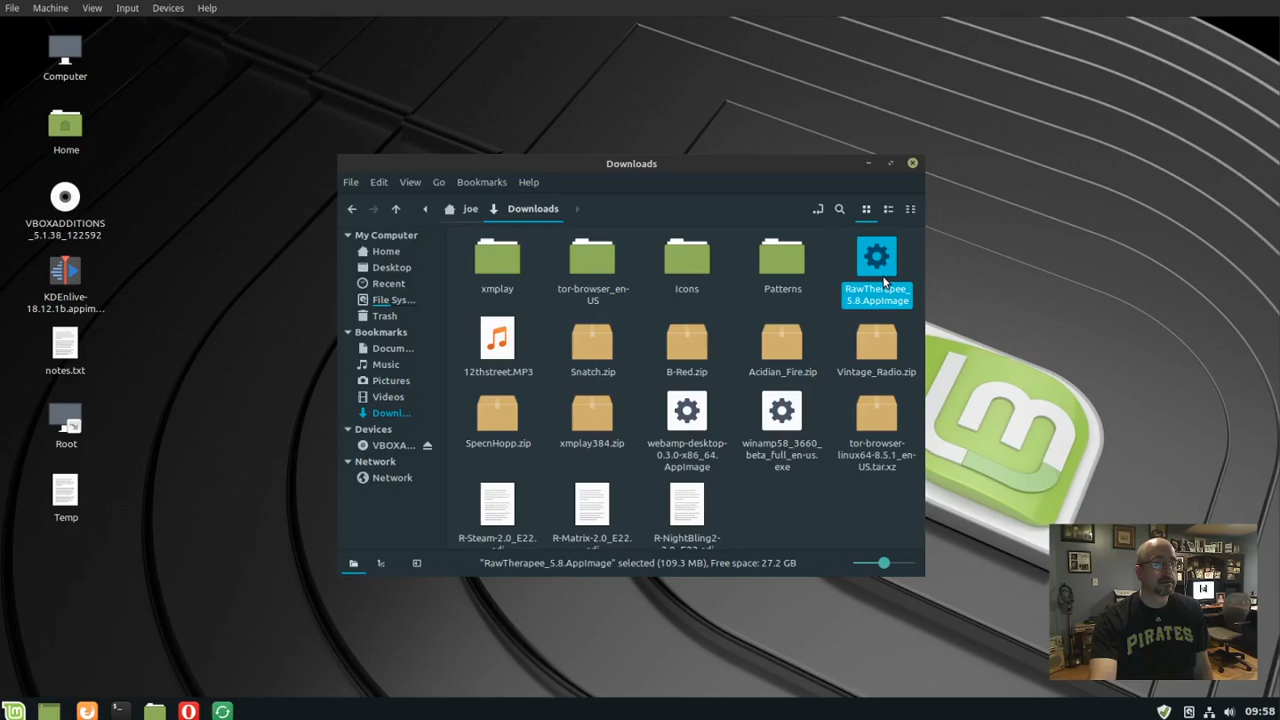 File Machine View Input Devices Help
Computer
Home
VBOXADDITIONS
_5.1.38_122592
KDEnlive-
18.12.1b.appim...
notes.txt
Root
Temp
Downloads
File Edit View Go Bookmarks Help
joe Downloads
My Computer
Home
Desktop
Recent
File Sys...
Trash
Bookmarks
Docum...
Music
Pictures
Videos
Downl...
Devices
VBOXA...
Network
Network
xmplay
tor-browser_en-
US
Icons
Patterns
RawTherapee_
5.8.AppImage
12thstreet.MP3
Snatch.zip
B-Red.zip
Acidian_Fire.zip
Vintage_Radio.zip
SpecnHopp.zip
xmplay384.zip
webamp-desktop-
0.3.0-x86_64.
AppImage
winamp58_3660_
beta_full_en-us.
exe
tor-browser-
linux64-8.5.1_en-
US.tar.xz
R-Steam-2.0_E22.
R-Matrix-2.0_E22.
R-NightBling2-
"RawTherapee_5.8.AppImage" selected (109.3 MB), Free space: 27.2 GB
PIRATES
09:58